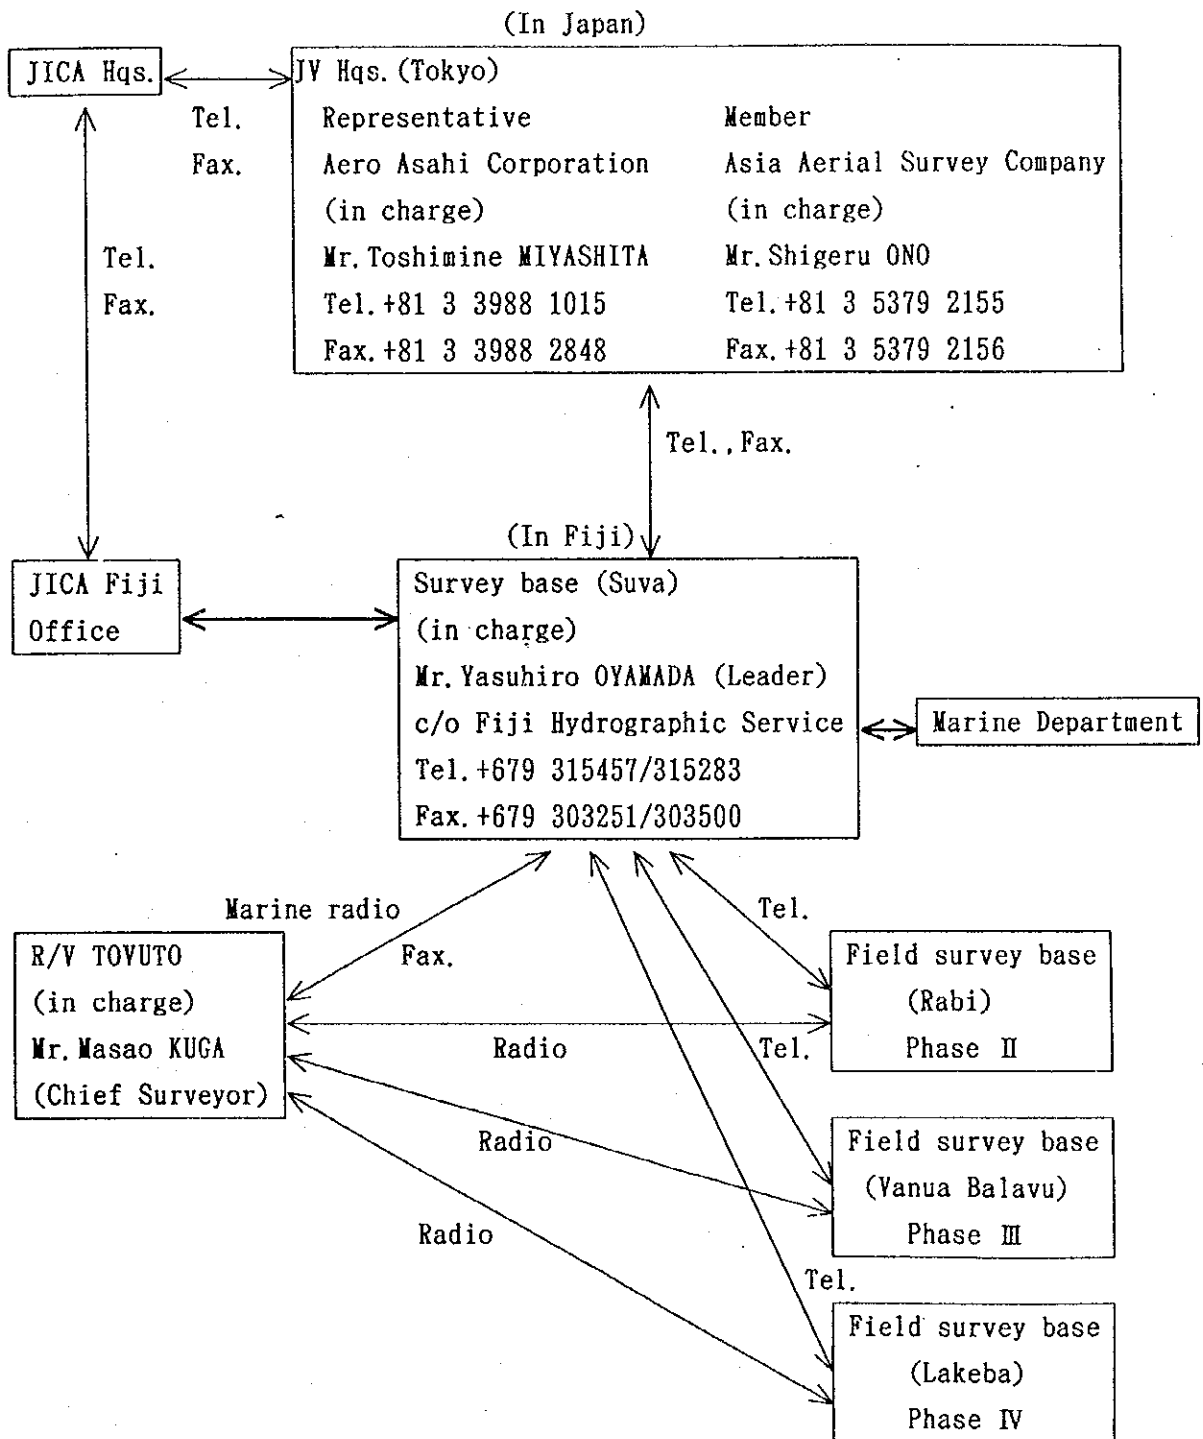 (In Japan)
JICA Hqs.
JV Hqs. (Tokyo)
Tel.
Fax.
Representative
Aero Asahi Corporation
(in charge)
Mr. Toshimine MIYASHITA
Tel. +81 3 3988 1015
Fax. +81 3 3988 2848
Member
Asia Aerial Survey Company
(in charge)
Mr. Shigeru ONO
Tel. +81 3 5379 2155
Fax. +81 3 5379 2156
Tel.
Fax.
Tel., Fax.
(In Fiji)
JICA Fiji
Office
Survey base (Suva)
(in charge)
Mr. Yasuhiro OYAMADA (Leader)
c/o Fiji Hydrographic Service
Tel. +679 315457/315283
Fax. +679 303251/303500
Marine Department
Marine radio
Fax.
Tel.
R/V TOVUTO
(in charge)
Mr. Masao KUGA
(Chief Surveyor)
Field survey base
(Rabi)
Phase II
Radio
Tel.
Radio
Field survey base
(Vanua Balavu)
Phase III
Radio
Tel.
Field survey base
(Lakeba)
Phase IV